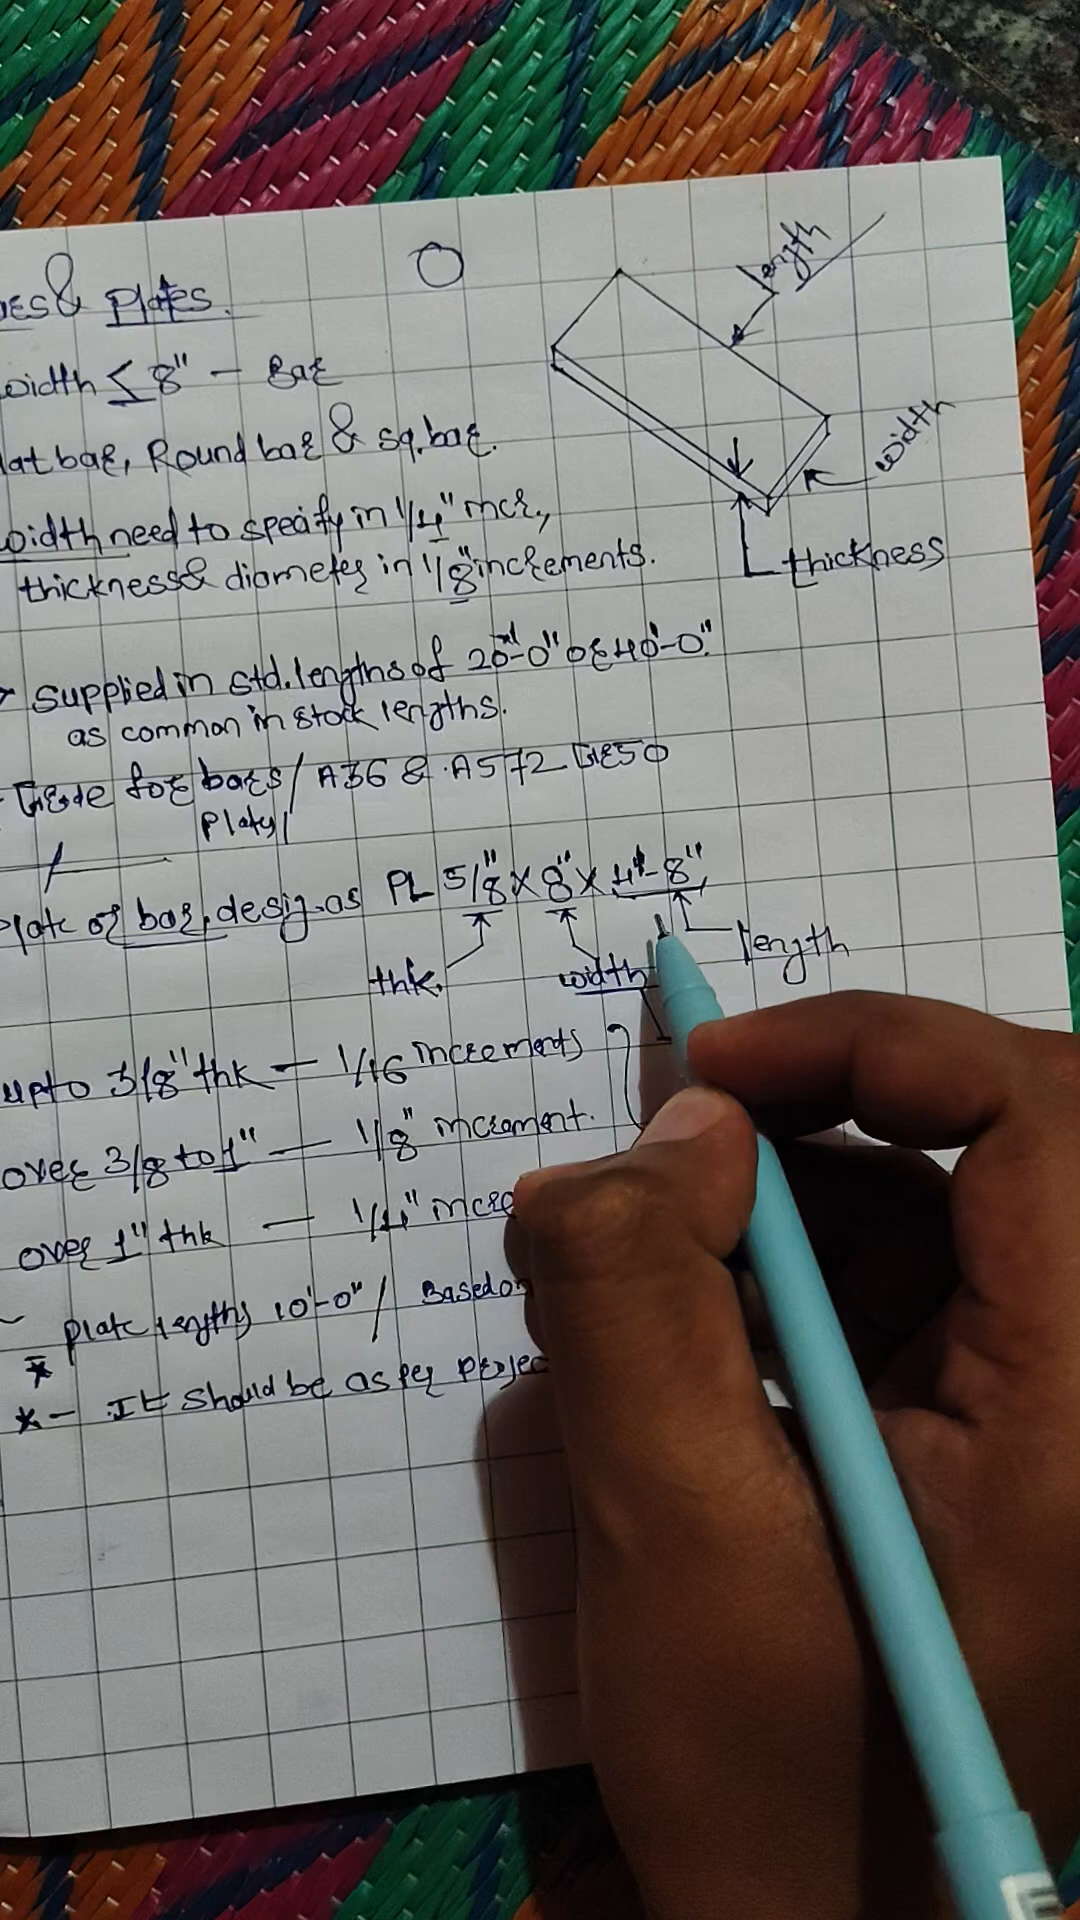 & Plates.
length
width ≤ 8" - Bar
width
lat bar, Round bar & sq.bar.
width need to specify in 1/4" incr,
thickness & diameter in 1/8" increments.
thickness
supplied in std. lengths of 20'-0" or 40'-0".
as common in stock lengths.
Grade for bars / A36 & A572 Gr50
Plates
Plate or bar, desig. as PL 5/8" x 8" x 4'-8"
thk. width length
upto 3/8" thk - 1/16 increments
over 3/8 to 1" - 1/8" increment.
over 1" thk - 1/4" incre
- plate lengths 10'-0" / Based on
*
* - It should be as per projec